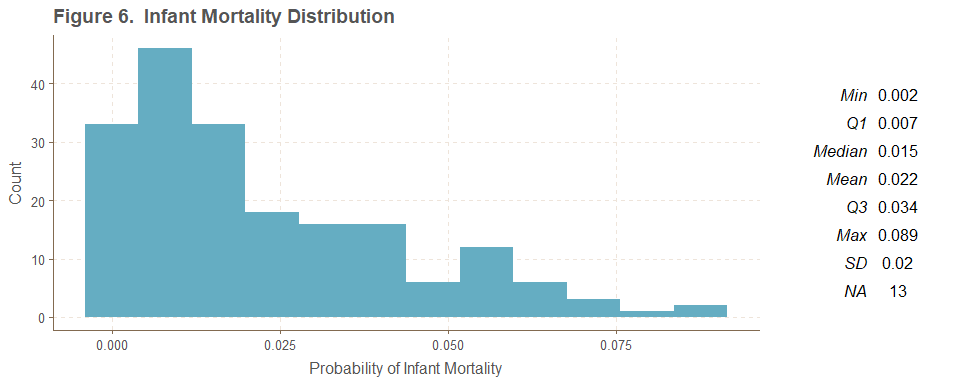 Figure 6.  Infant Mortality Distribution
Count
40
30
20
10
0
0.000 0.025 0.050 0.075
Probability of Infant Mortality
Min 0.002
Q1 0.007
Median 0.015
Mean 0.022
Q3 0.034
Max 0.089
SD 0.02
NA 13